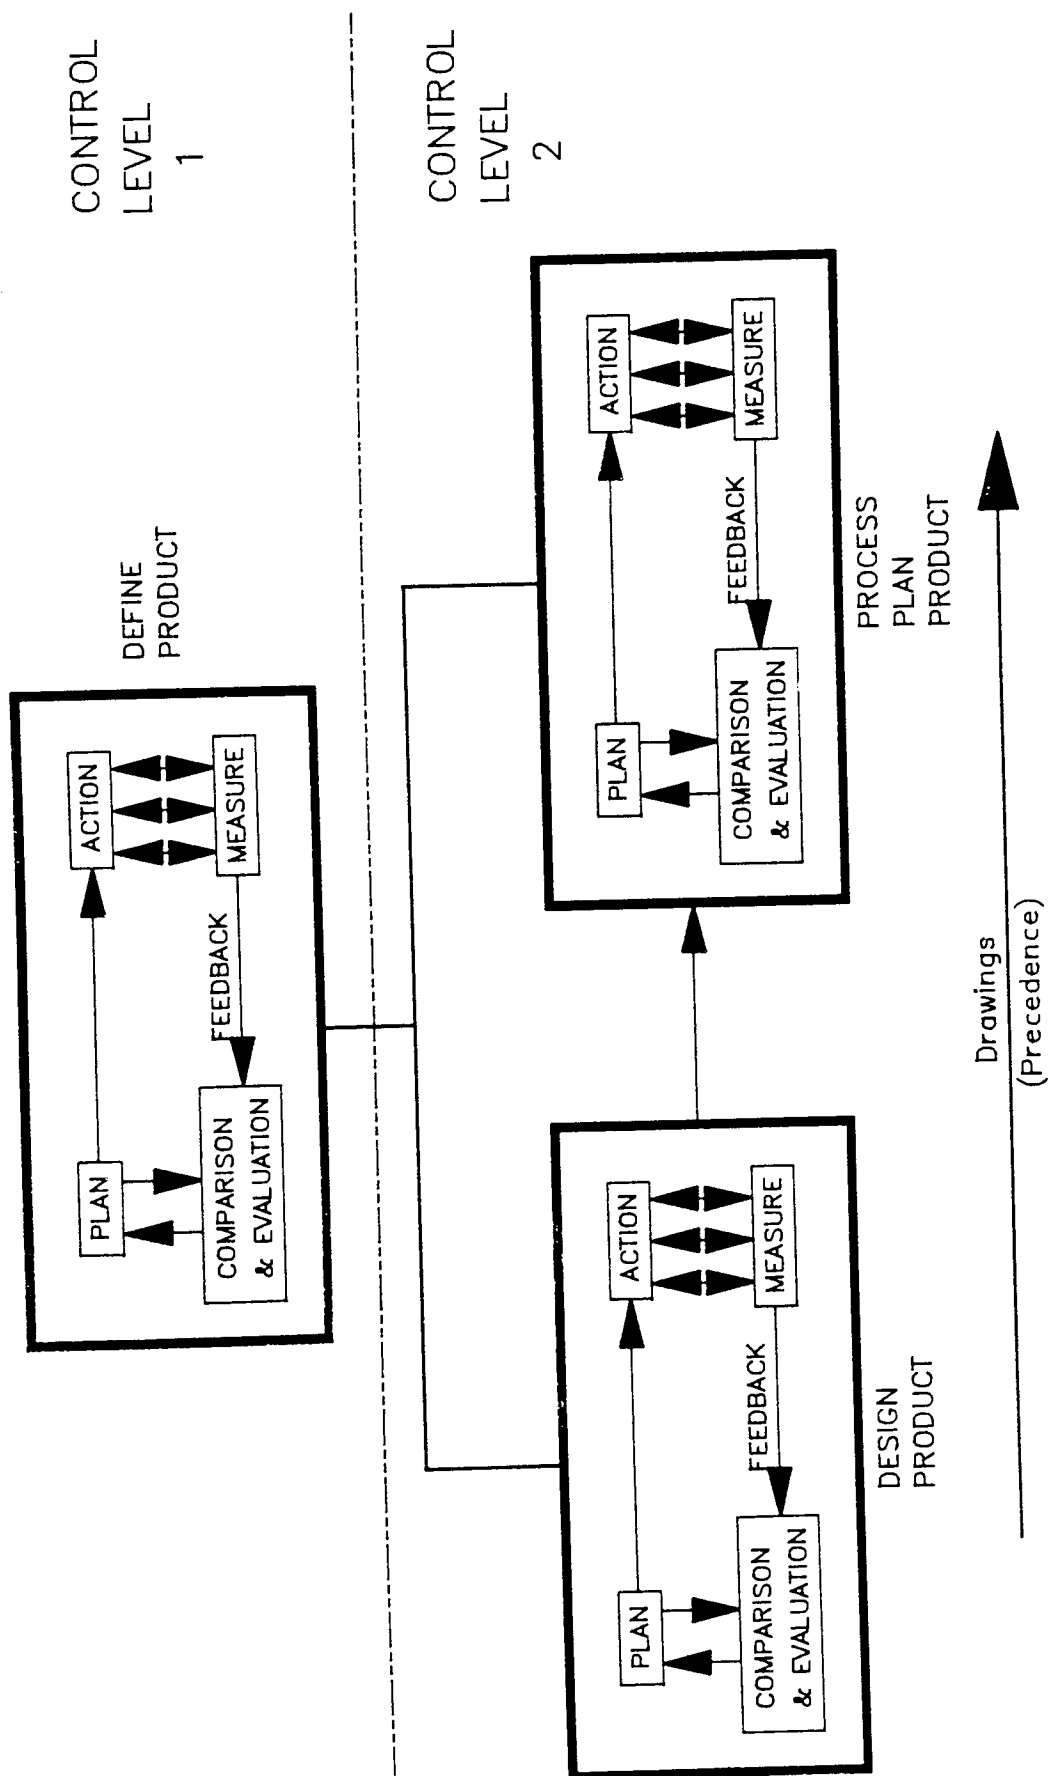 CONTROL
LEVEL
1
DEFINE
PRODUCT
PLAN
ACTION
COMPARISON
& EVALUATION
FEEDBACK
MEASURE
CONTROL
LEVEL
2
PLAN
ACTION
COMPARISON
& EVALUATION
FEEDBACK
MEASURE
DESIGN
PRODUCT
PLAN
ACTION
COMPARISON
& EVALUATION
FEEDBACK
MEASURE
PROCESS
PLAN
PRODUCT
Drawings
(Precedence)